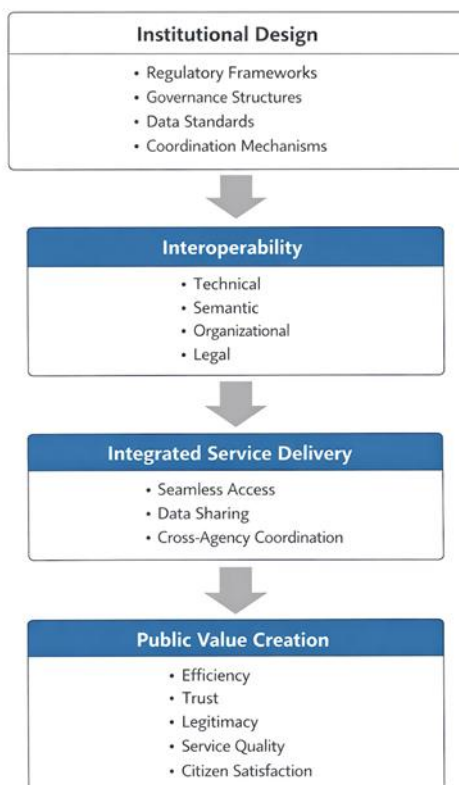 Institutional Design
• Regulatory Frameworks
• Governance Structures
• Data Standards
• Coordination Mechanisms
Interoperability
• Technical
• Semantic
• Organizational
• Legal
Integrated Service Delivery
• Seamless Access
• Data Sharing
• Cross-Agency Coordination
Public Value Creation
• Efficiency
• Trust
• Legitimacy
• Service Quality
• Citizen Satisfaction